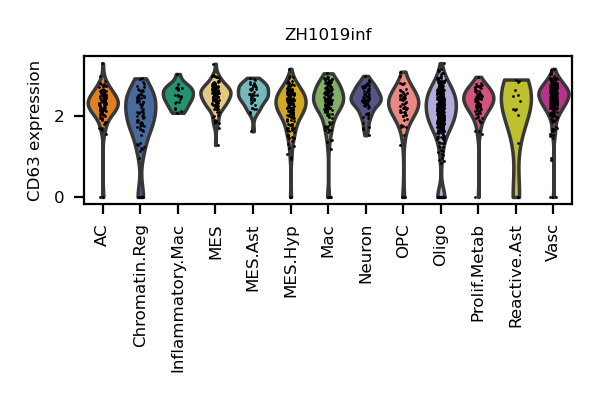 ZH1019inf
CD63 expression
2
0
AC
Chromatin.Reg
Inflammatory.Mac
MES
MES.Ast
MES.Hyp
Mac
Neuron
OPC
Oligo
Prolif.Metab
Reactive.Ast
Vasc